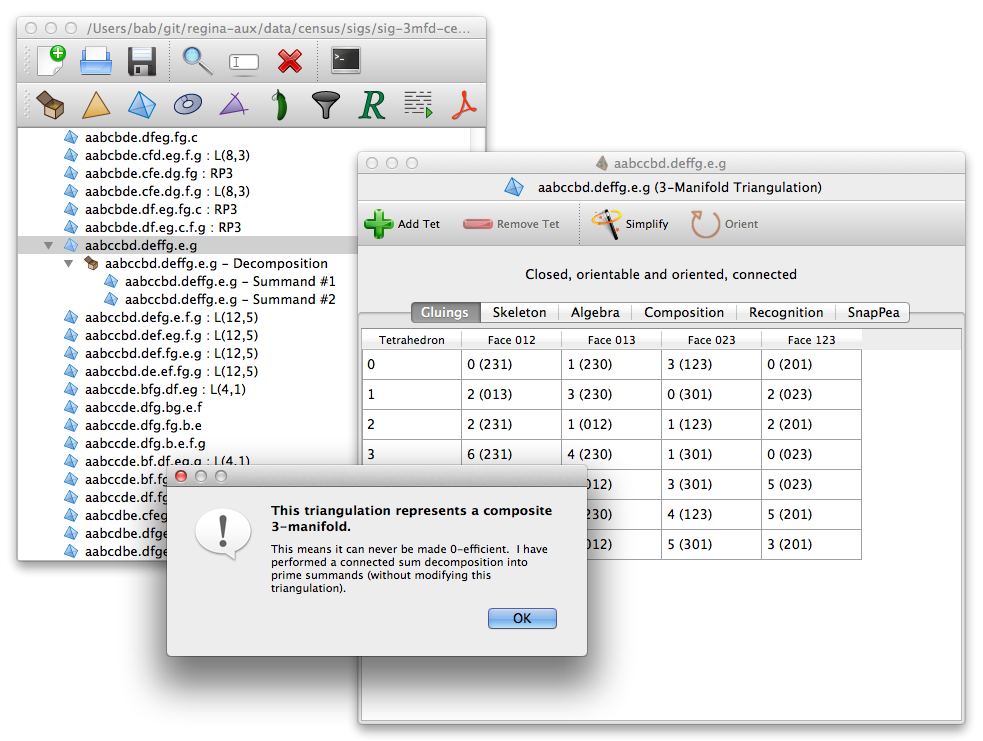 /Users/bab/git/regina-aux/data/census/sigs/sig-3mfd-ce...
aabcbde.dfeg.fg.c
aabccbd.cfd.eg.f.g : L(8,3)
aabccbd.cfe.dg.fg : RP3
aabccbd.cfe.dg.f.g : L(8,3)
aabccbd.df.eg.fg.c : RP3
aabccbd.df.eg.c.f.g : RP3
aabccbd.deffg.e.g
aabccbd.deffg.e.g – Decomposition
aabccbd.deffg.e.g – Summand #1
aabccbd.deffg.e.g – Summand #2
aabccbd.defg.e.f.g : L(12,5)
aabccbd.def.eg.f.g : L(12,5)
aabccbd.def.fg.e.g : L(12,5)
aabccbd.de.ef.fg.g : L(12,5)
aabccde.bfg.df.eg : L(4,1)
aabccde.dfg.bg.e.f
aabccde.dfg.fg.b.e
aabccde.dfg.b.e.f.g
aabccde.bf.df.eg.g : L(4,1)
aabccde.bf.fg
aabccde.df.fg
aabcdbe.cfeg
aabcdbe.dfge
aabcdbe.dfge
aabccbd.deffg.e.g
aabccbd.deffg.e.g (3-Manifold Triangulation)
Add Tet Remove Tet Simplify Orient
Closed, orientable and oriented, connected
Gluings Skeleton Algebra Composition Recognition SnapPea
Tetrahedron Face 012 Face 013 Face 023 Face 123
0 0 (231) 1 (230) 3 (123) 0 (201)
1 2 (013) 3 (230) 0 (301) 2 (023)
2 2 (231) 1 (012) 1 (123) 2 (201)
3 6 (231) 4 (230) 1 (301) 0 (023)
012) 3 (301) 5 (023)
230) 4 (123) 5 (201)
012) 5 (301) 3 (201)
This triangulation represents a composite
3-manifold.
This means it can never be made 0-efficient. I have
performed a connected sum decomposition into
prime summands (without modifying this
triangulation).
OK